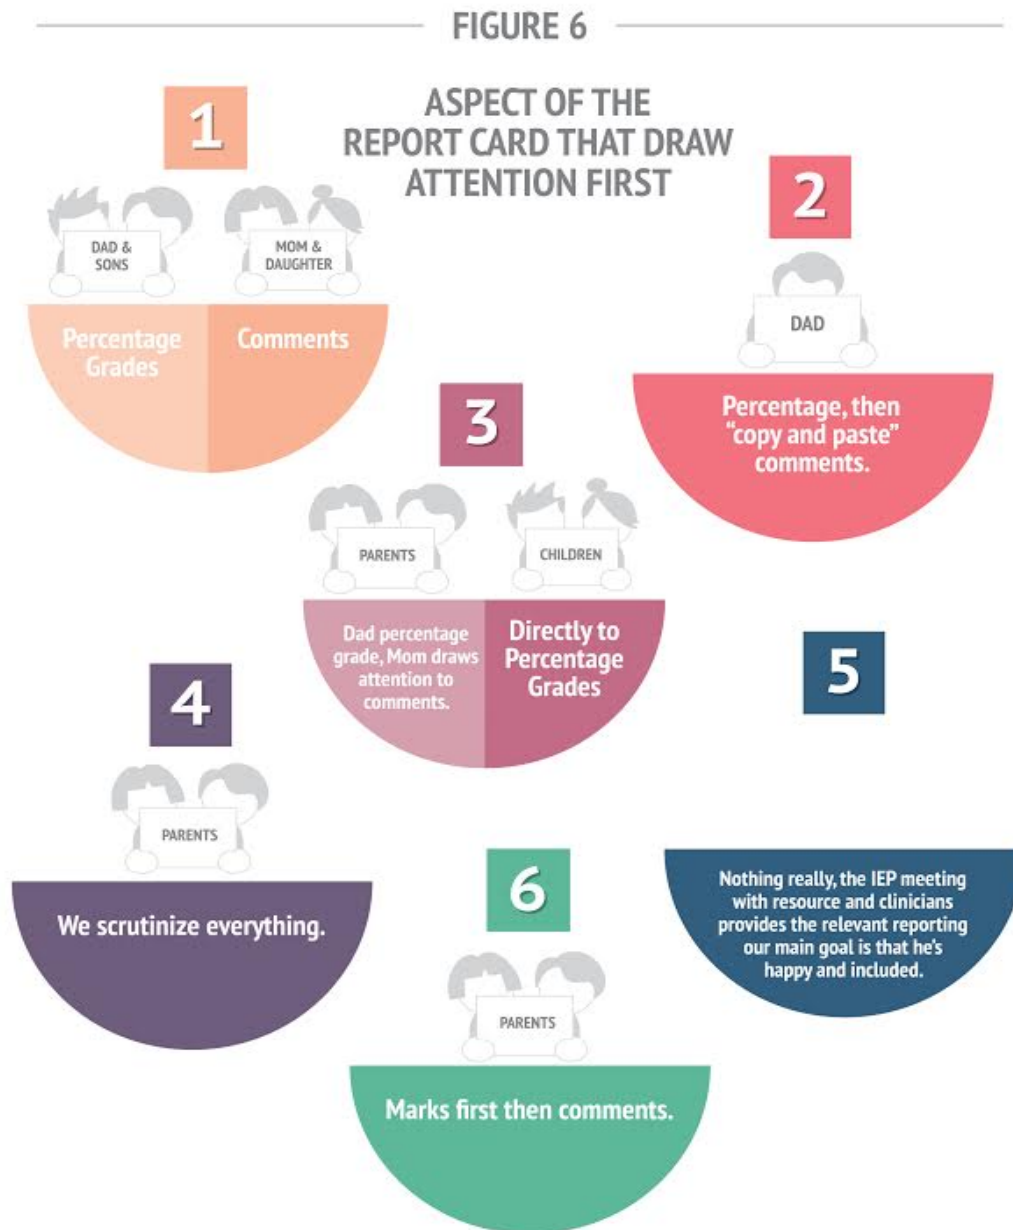 FIGURE 6
ASPECT OF THE
REPORT CARD THAT DRAW
ATTENTION FIRST
1
DAD &
SONS
MOM &
DAUGHTER
Percentage
Grades
Comments
2
DAD
Percentage, then
“copy and paste”
comments.
3
PARENTS
CHILDREN
Dad percentage
grade, Mom draws
attention to
comments.
Directly to
Percentage
Grades
4
PARENTS
We scrutinize everything.
5
Nothing really, the IEP meeting
with resource and clinicians
provides the relevant reporting
our main goal is that he's
happy and included.
6
PARENTS
Marks first then comments.